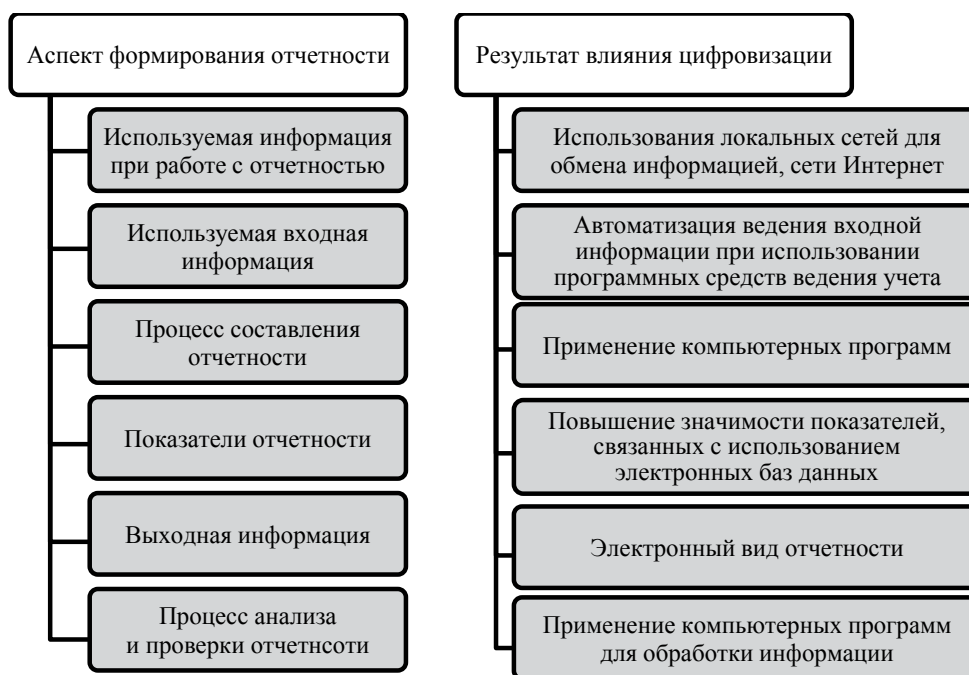 Аспект формирования отчетности
Используемая информация
при работе с отчетностью
Используемая входная
информация
Процесс составления
отчетности
Показатели отчетности
Выходная информация
Процесс анализа
и проверки отчетнсоти
Результат влияния цифровизации
Использования локальных сетей для
обмена информацией, сети Интернет
Автоматизация ведения входной
информации при использовании
программных средств ведения учета
Применение компьютерных программ
Повышение значимости показателей,
связанных с использованием
электронных баз данных
Электронный вид отчетности
Применение компьютерных программ
для обработки информации